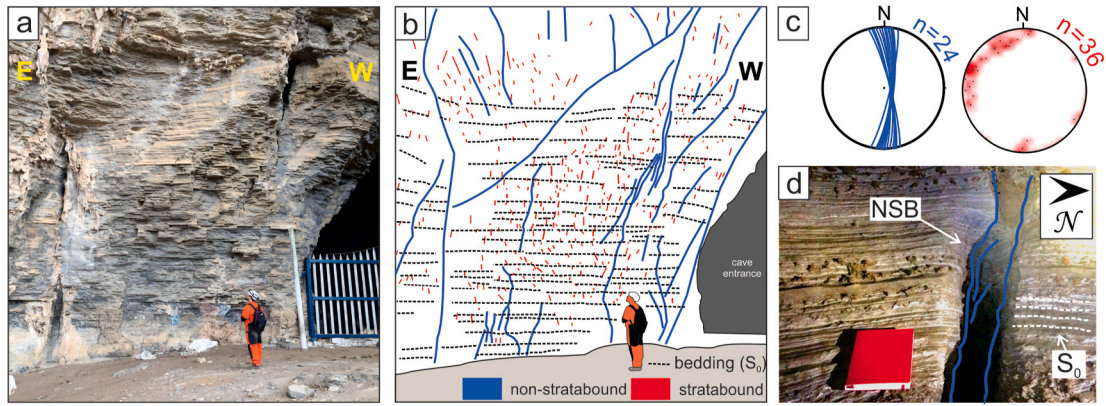 a
E
W
b
E
W
cave
entrance
bedding (S₀)
non-stratabound
stratabound
c
N
n=24
N
n=36
d
NSB
N
S₀